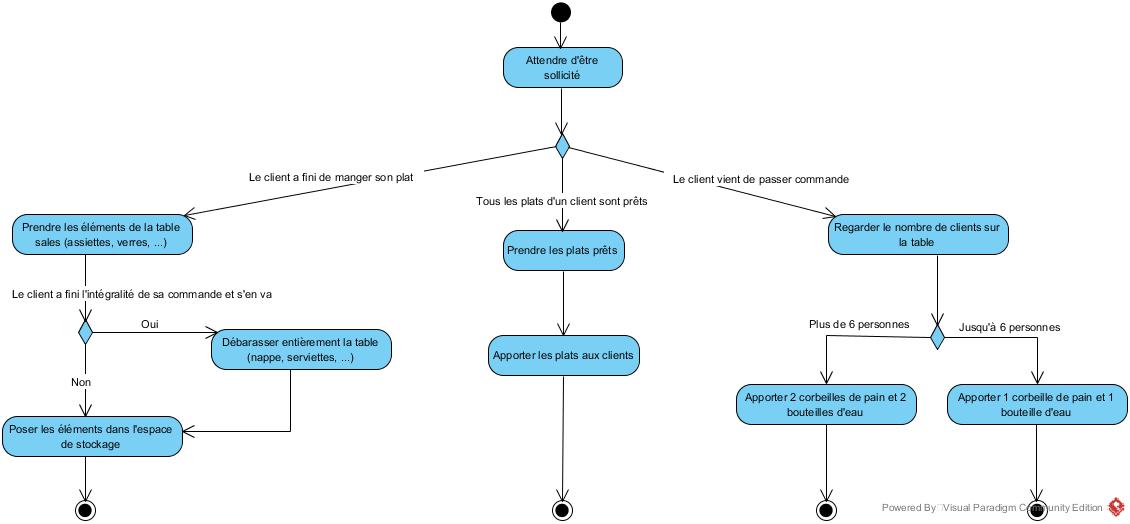 Attendre d'être
sollicité
Le client a fini de manger son plat
Le client vient de passer commande
Tous les plats d'un client sont prêts
Prendre les éléments de la table
sales (assiettes, verres, ...)
Prendre les plats prêts
Regarder le nombre de clients sur
la table
Le client a fini l'intégralité de sa commande et s'en va
Oui
Plus de 6 personnes
Jusqu'à 6 personnes
Débarasser entièrement la table
(nappe, serviettes, ...)
Apporter les plats aux clients
Non
Apporter 2 corbeilles de pain et 2
bouteilles d'eau
Apporter 1 corbeille de pain et 1
bouteille d'eau
Poser les éléments dans l'espace
de stockage
Powered By Visual Paradigm Community Edition